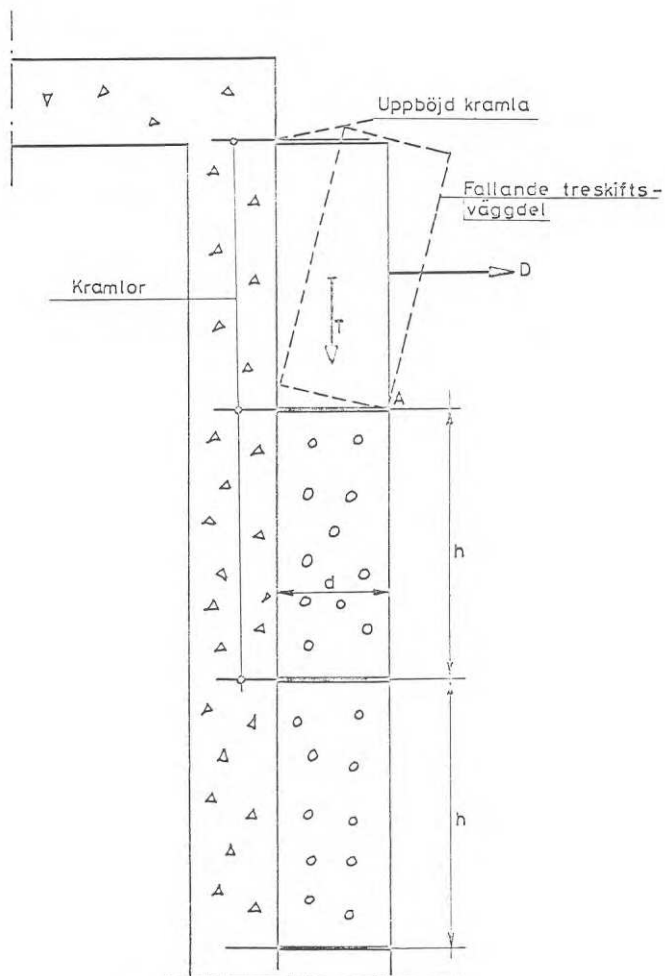 Uppböjd kramla
Fallande treskifts-
väggdel
D
Kramlor
T
A
h
d
h